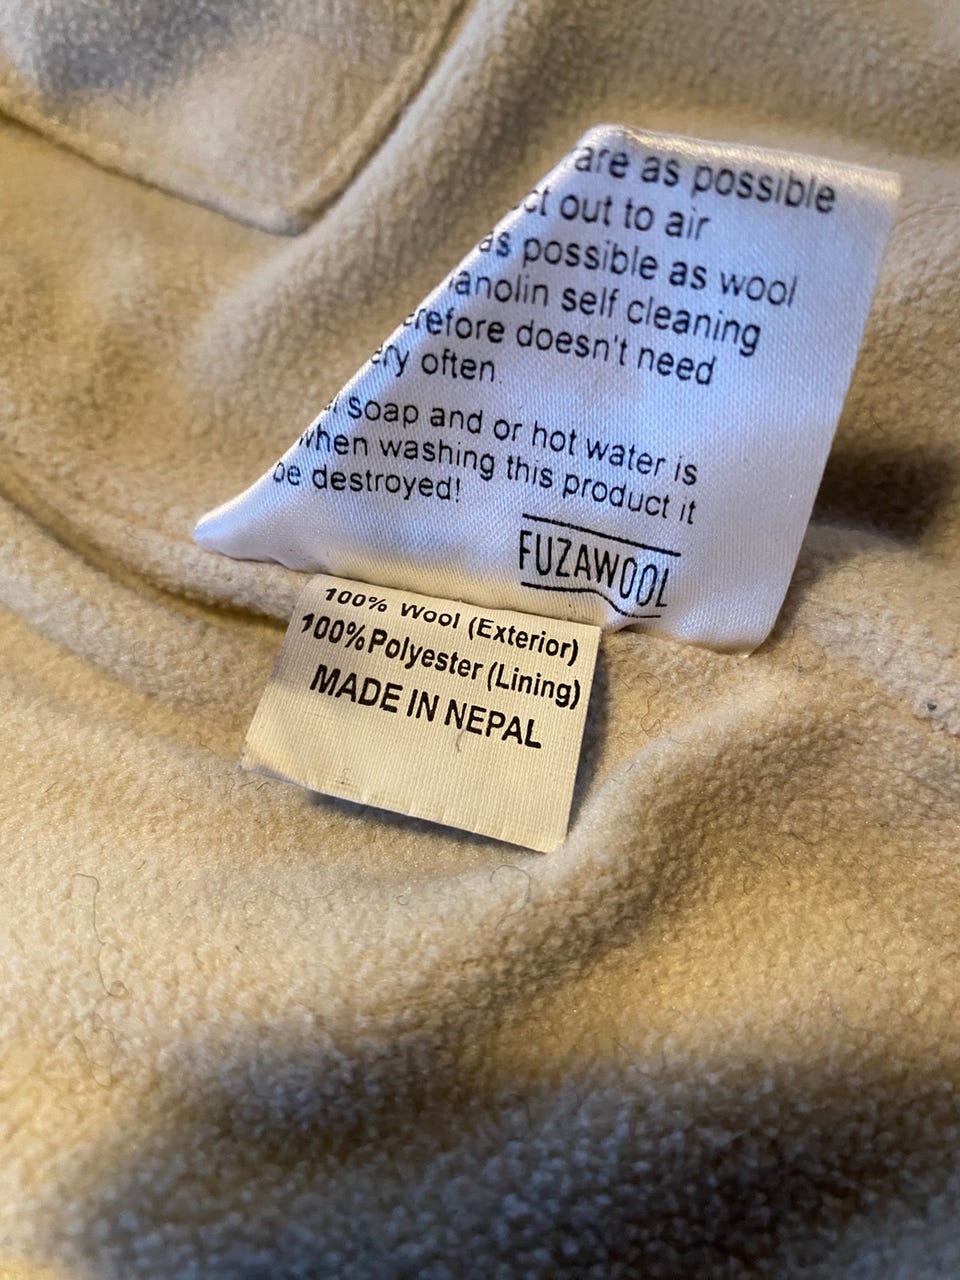 are as possible
out to air
as possible as wool
lanolin self cleaning
doesn't need
often.
soap and or hot water is
when washing this product it
be destroyed!
FUZAWOOL
100% Wool (Exterior)
100%Polyester (Lining)
MADE IN NEPAL